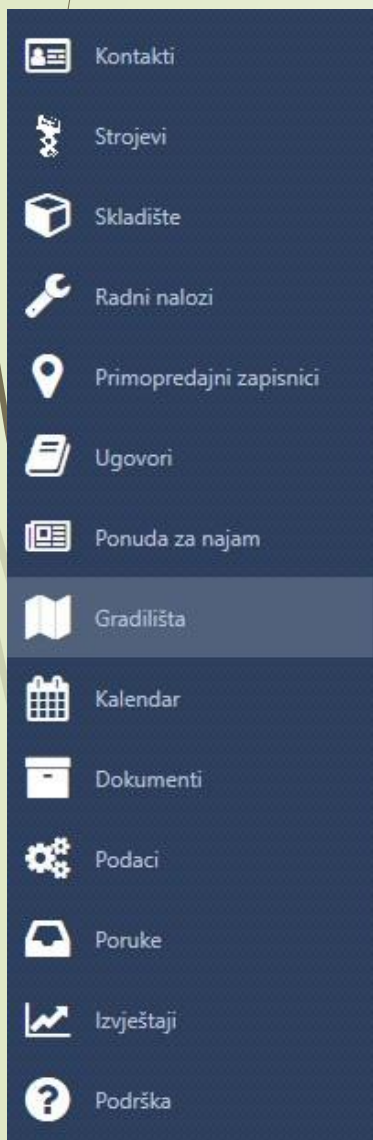 Kontakti
Strojevi
Skladište
Radni nalozi
Primopredajni zapisnici
Ugovori
Ponuda za najam
Gradilišta
Kalendar
Dokumenti
Podaci
Poruke
Izvještaji
Podrška